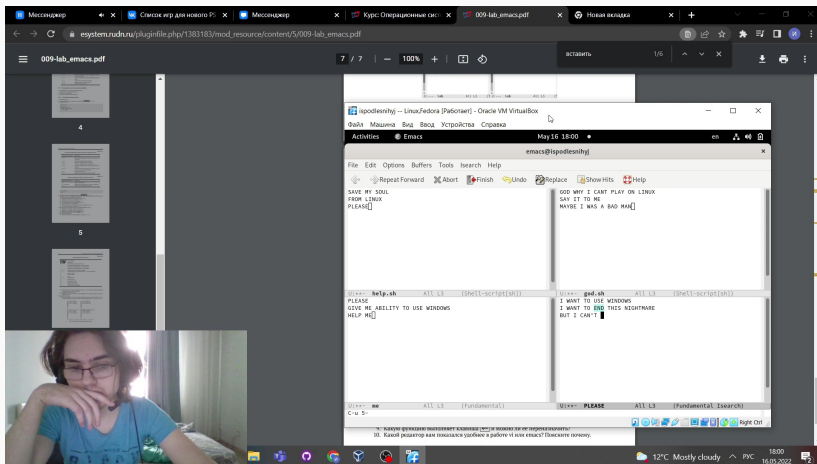 Мессенджер
Список игр для нового PS
Мессенджер
Курс: Операционные сист
009-lab_emacs.pdf
Новая вкладка
esystem.rudn.ru/pluginfile.php/1383183/mod_resource/content/5/009-lab_emacs.pdf
009-lab_emacs.pdf
7 / 7
100%
вставить
1/6
4
5
ispodlesnihyj -- Linux,Fedora [Работает] - Oracle VM VirtualBox
Файл Машина Вид Ввод Устройства Справка
Activities
Emacs
May 16 18:00
en
emacs@ispodlesnihyj
File Edit Options Buffers Tools Isearch Help
Repeat Forward Abort Finish Undo Replace Show Hits Help
SAVE MY SOUL
FROM LINUX
PLEASE
GOD WHY I CANT PLAY ON LINUX
SAY IT TO ME
MAYBE I WAS A BAD MAN
U:**- help.sh All L3 (Shell-script[sh])
U:**- god.sh All L3 (Shell-script[sh])
PLEASE
GIVE ME ABILITY TO USE WINDOWS
HELP ME
I WANT TO USE WINDOWS
I WANT TO END THIS NIGHTMARE
BUT I CAN'T
U:**- me All L3 (Fundamental)
U:**- PLEASE All L3 (Fundamental Isearch)
C-u 5-
Right Ctrl
10. Какой редактор вам показался удобнее в работе vi или emacs? Поясните почему.
12°C Mostly cloudy
РУС
18:00
16.05.2022